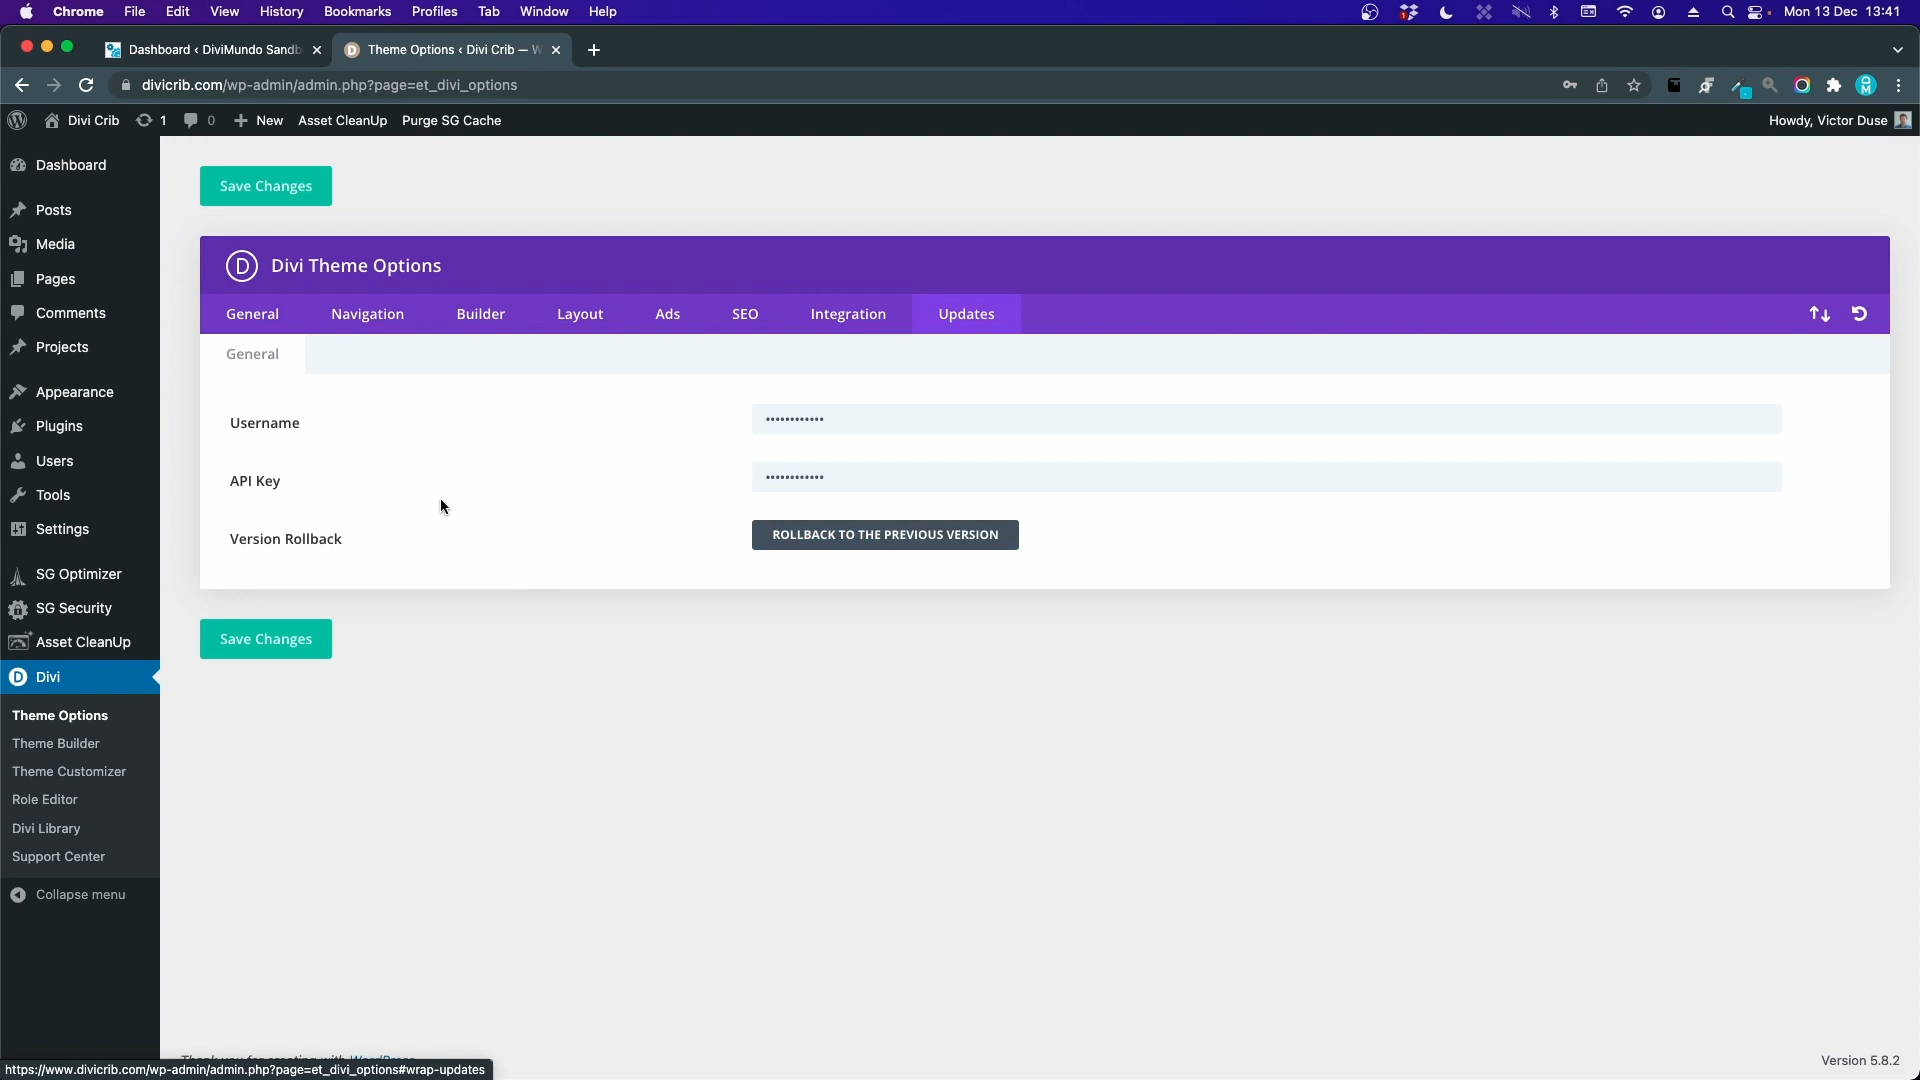 Chrome File Edit View History Bookmarks Profiles Tab Window Help Mon 13 Dec 13:41
Dashboard ‹ DiviMundo Sandb Theme Options ‹ Divi Crib — W
divicrib.com/wp-admin/admin.php?page=et_divi_options
Divi Crib 1 0 New Asset CleanUp Purge SG Cache Howdy, Victor Duse
Dashboard
Posts
Media
Pages
Comments
Projects
Appearance
Plugins
Users
Tools
Settings
SG Optimizer
SG Security
Asset CleanUp
D Divi
Theme Options
Theme Builder
Theme Customizer
Role Editor
Divi Library
Support Center
Collapse menu
Save Changes
D Divi Theme Options
General Navigation Builder Layout Ads SEO Integration Updates
General
Username ••••••••••••
API Key ••••••••••••
Version Rollback ROLLBACK TO THE PREVIOUS VERSION
Save Changes
Version 5.8.2
https://www.divicrib.com/wp-admin/admin.php?page=et_divi_options#wrap-updates